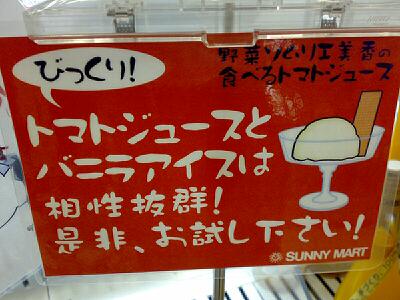 びっくり!
野菜ソムリエ美香の
食べるトマトジュース
トマトジュースと
バニラアイスは
相性抜群!
是非、お試し下さい!
SUNNY MART